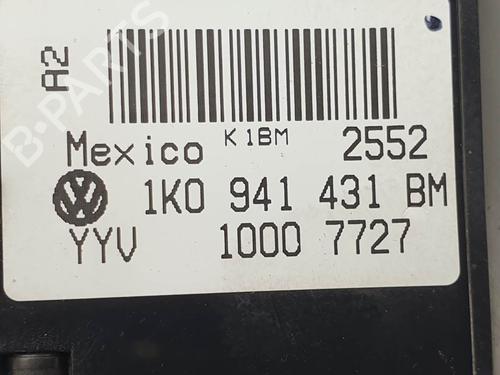 A2
K1BM
Mexico 2552
1K0 941 431 BM
YYV 1000 7727
B-PARTS